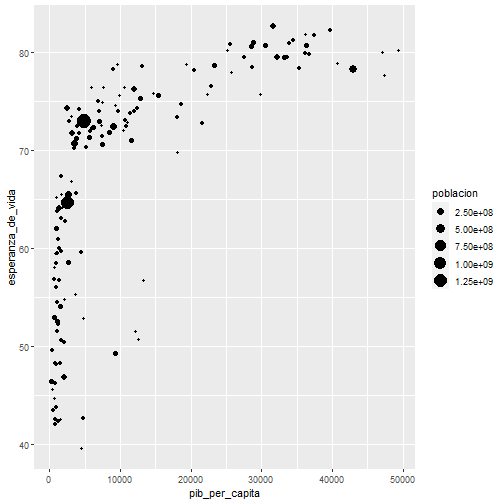 80
70
60
50
40
esperanza_de_vida
0
10000
20000
30000
40000
50000
pib_per_capita
poblacion
2.50e+08
5.00e+08
7.50e+08
1.00e+09
1.25e+09